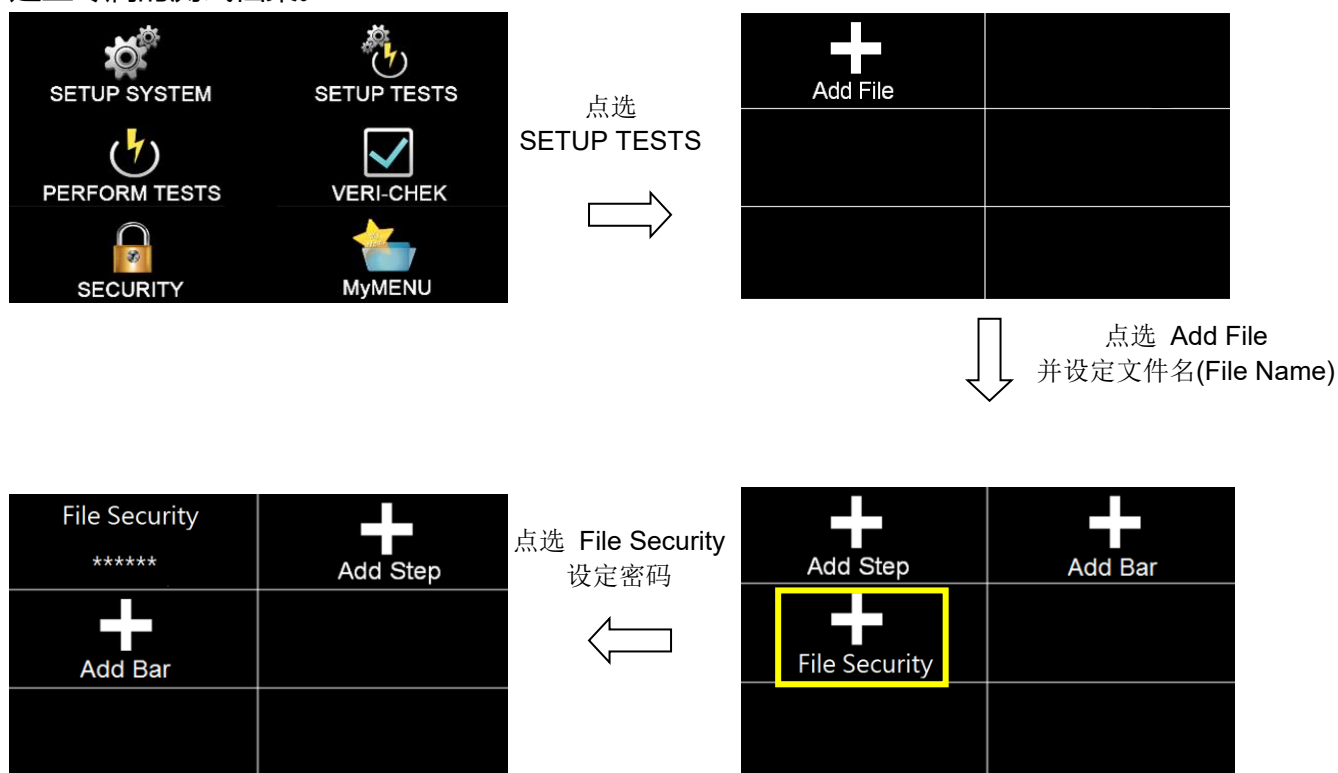 SETUP SYSTEM
SETUP TESTS
PERFORM TESTS
VERI-CHEK
SECURITY
MyMENU
点选
SETUP TESTS
Add File
点选 Add File
并设定文件名(File Name)
Add Step
Add Bar
File Security
点选 File Security
设定密码
File Security
******
Add Step
Add Bar